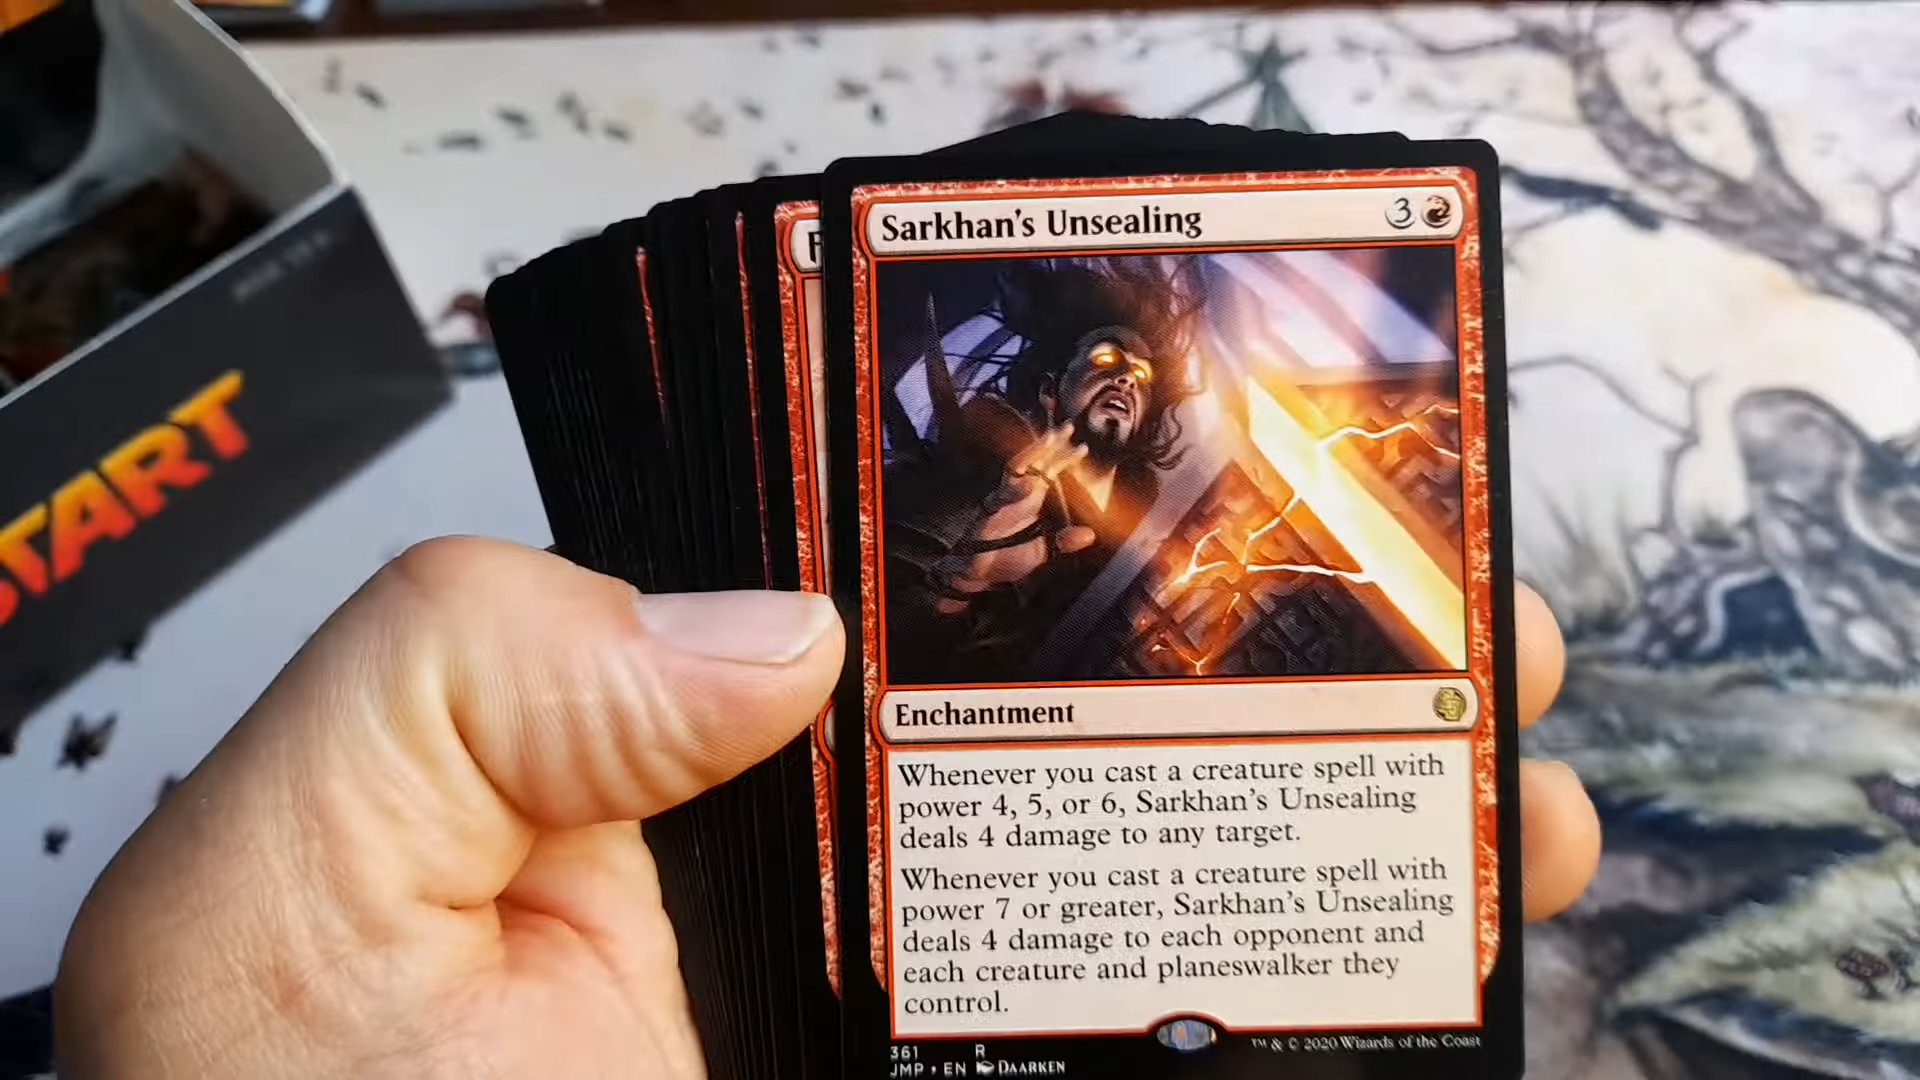 START
F
Sarkhan's Unsealing
3
Enchantment
Whenever you cast a creature spell with
power 4, 5, or 6, Sarkhan's Unsealing
deals 4 damage to any target.
Whenever you cast a creature spell with
power 7 or greater, Sarkhan's Unsealing
deals 4 damage to each opponent and
each creature and planeswalker they
control.
361 R
JMP • EN DAARKEN
™ & © 2020 Wizards of the Coast